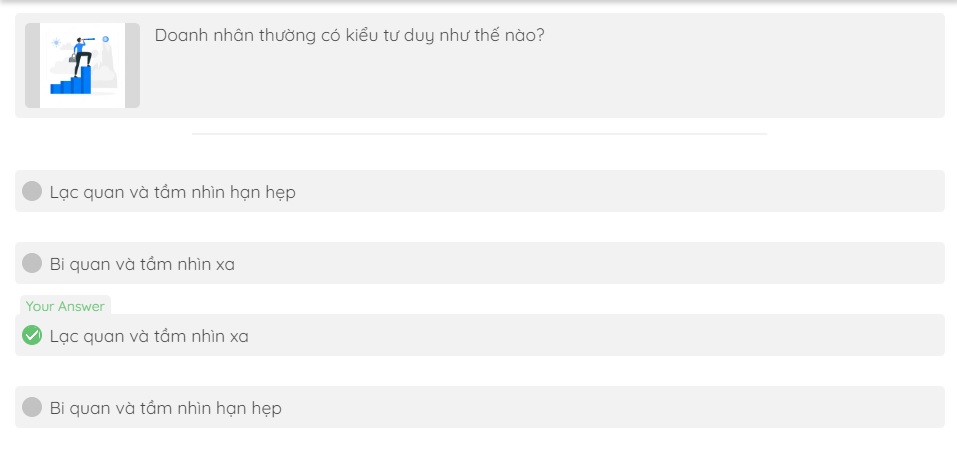 Doanh nhân thường có kiểu tư duy như thế nào?
Lạc quan và tầm nhìn hạn hẹp
Bi quan và tầm nhìn xa
Your Answer
Lạc quan và tầm nhìn xa
Bi quan và tầm nhìn hạn hẹp